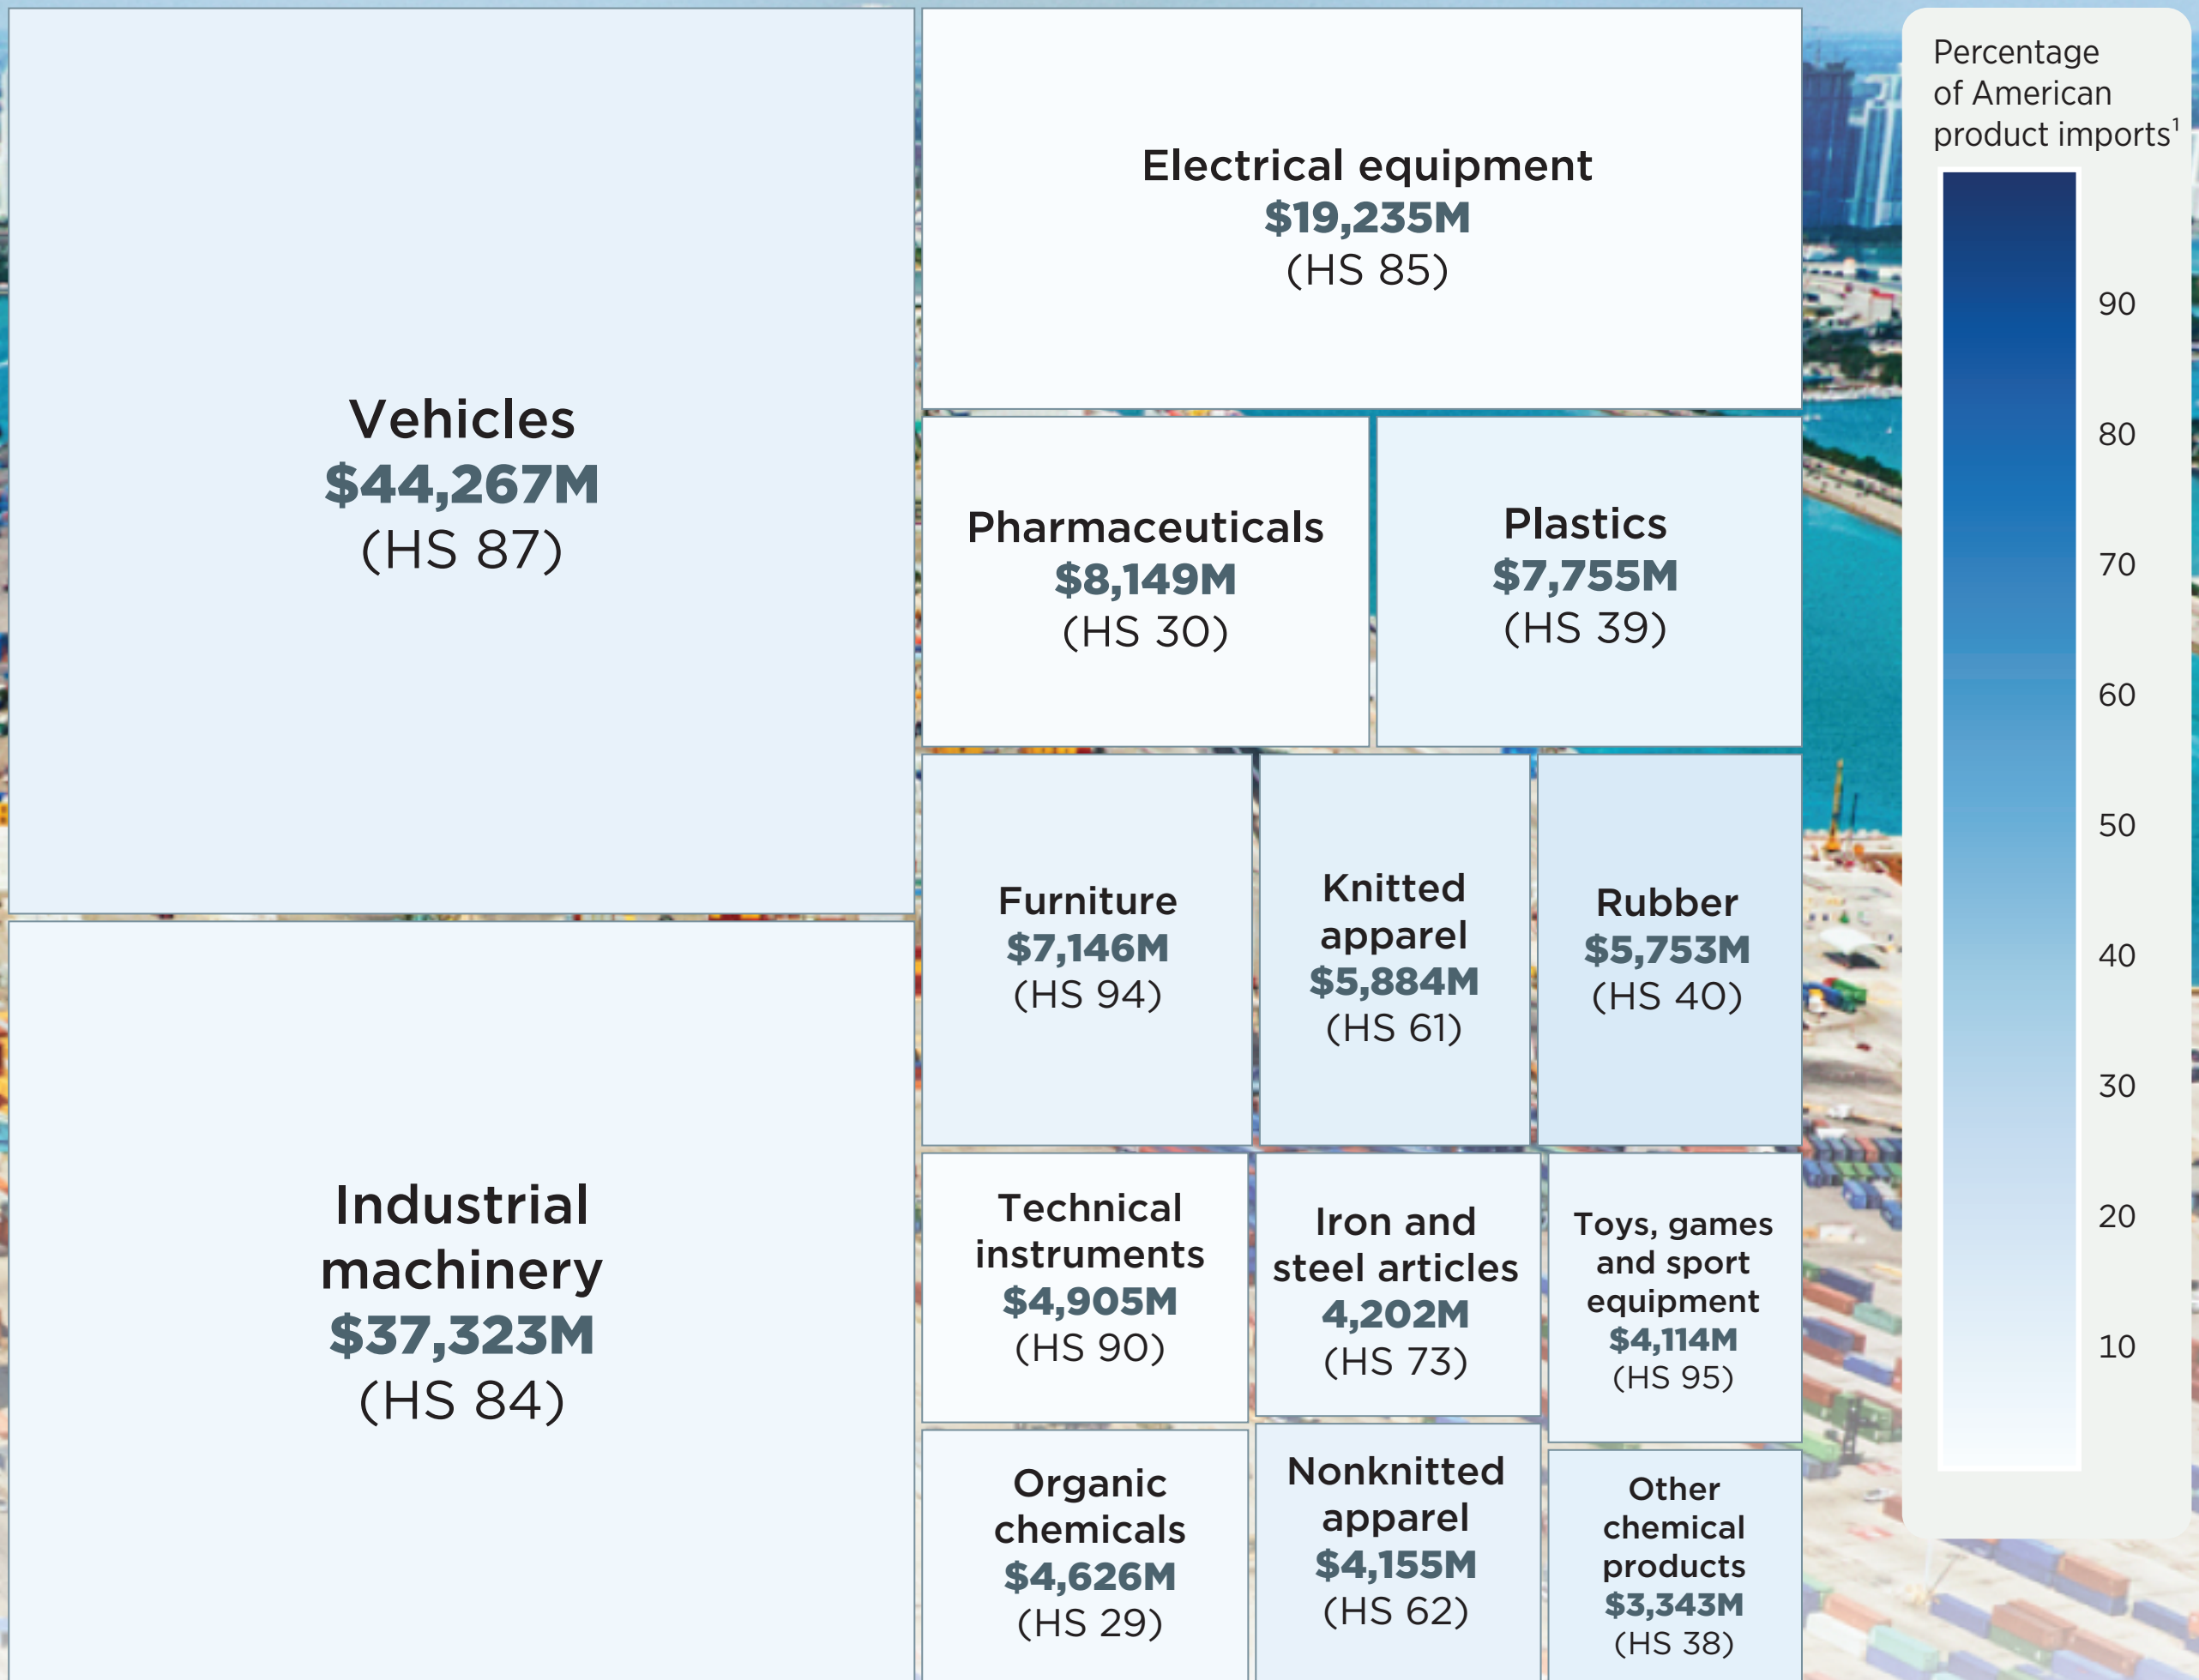 Vehicles
$44,267M
(HS 87)
Industrial
machinery
$37,323M
(HS 84)
Electrical equipment
$19,235M
(HS 85)
Pharmaceuticals
$8,149M
(HS 30)
Plastics
$7,755M
(HS 39)
Furniture
$7,146M
(HS 94)
Knitted
apparel
$5,884M
(HS 61)
Rubber
$5,753M
(HS 40)
Technical
instruments
$4,905M
(HS 90)
Iron and
steel articles
4,202M
(HS 73)
Toys, games
and sport
equipment
$4,114M
(HS 95)
Organic
chemicals
$4,626M
(HS 29)
Nonknitted
apparel
$4,155M
(HS 62)
Other
chemical
products
$3,343M
(HS 38)
Percentage
of American
product imports¹
90
80
70
60
50
40
30
20
10